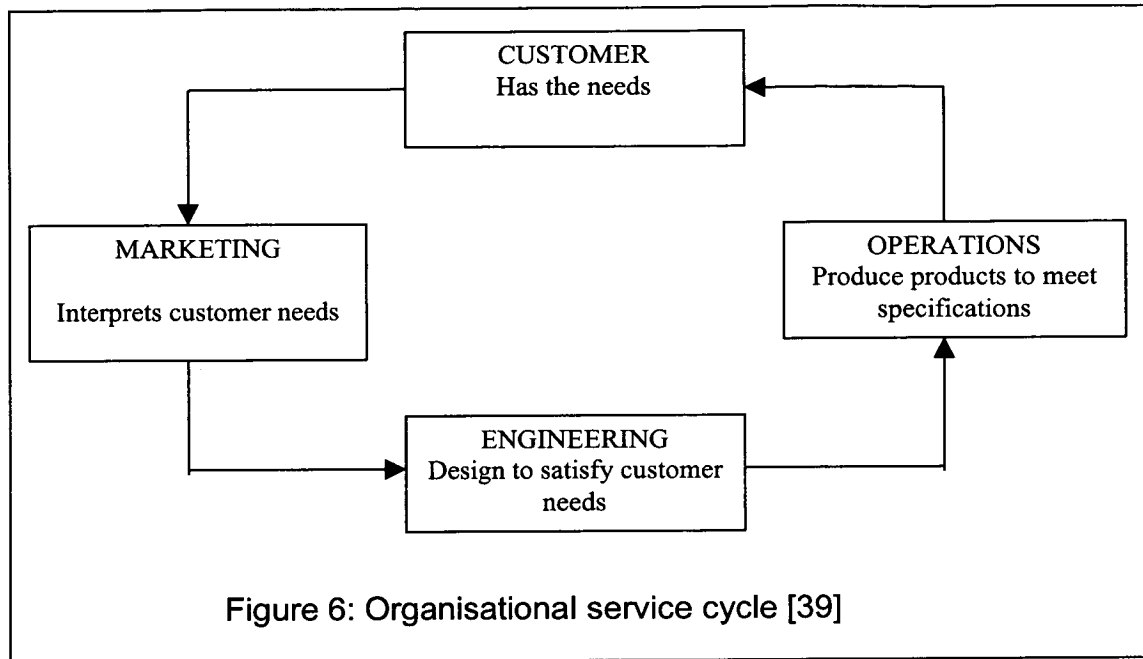 CUSTOMER
Has the needs
MARKETING
Interprets customer needs
OPERATIONS
Produce products to meet
specifications
ENGINEERING
Design to satisfy customer
needs
Figure 6: Organisational service cycle [39]